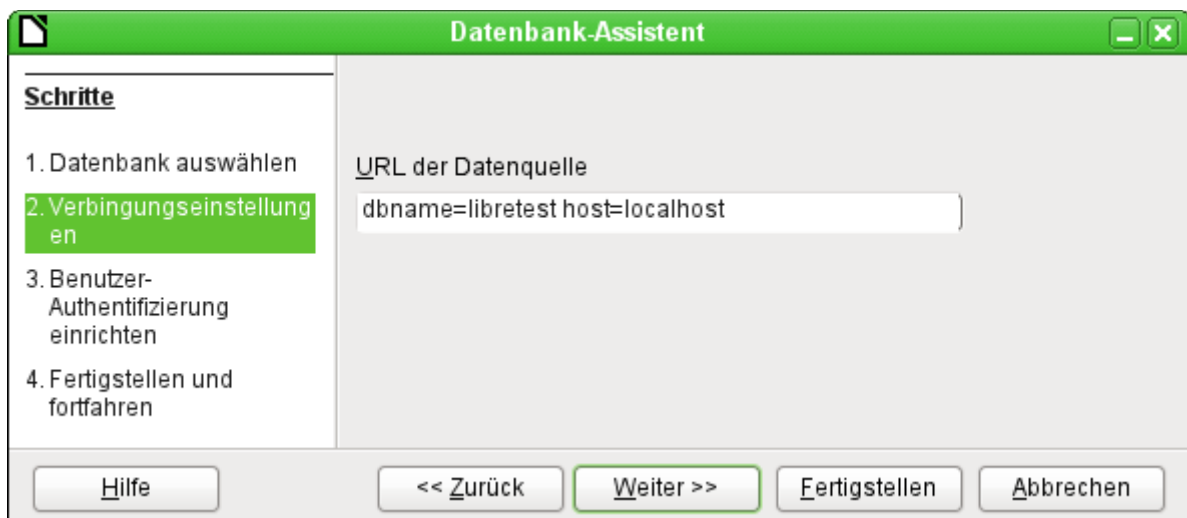 Datenbank-Assistent
Schritte
1. Datenbank auswählen
2. Verbingungseinstellung
en
3. Benutzer-
Authentifizierung
einrichten
4. Fertigstellen und
fortfahren
URL der Datenquelle
dbname=libretest host=localhost
Hilfe
<< Zurück
Weiter >>
Fertigstellen
Abbrechen